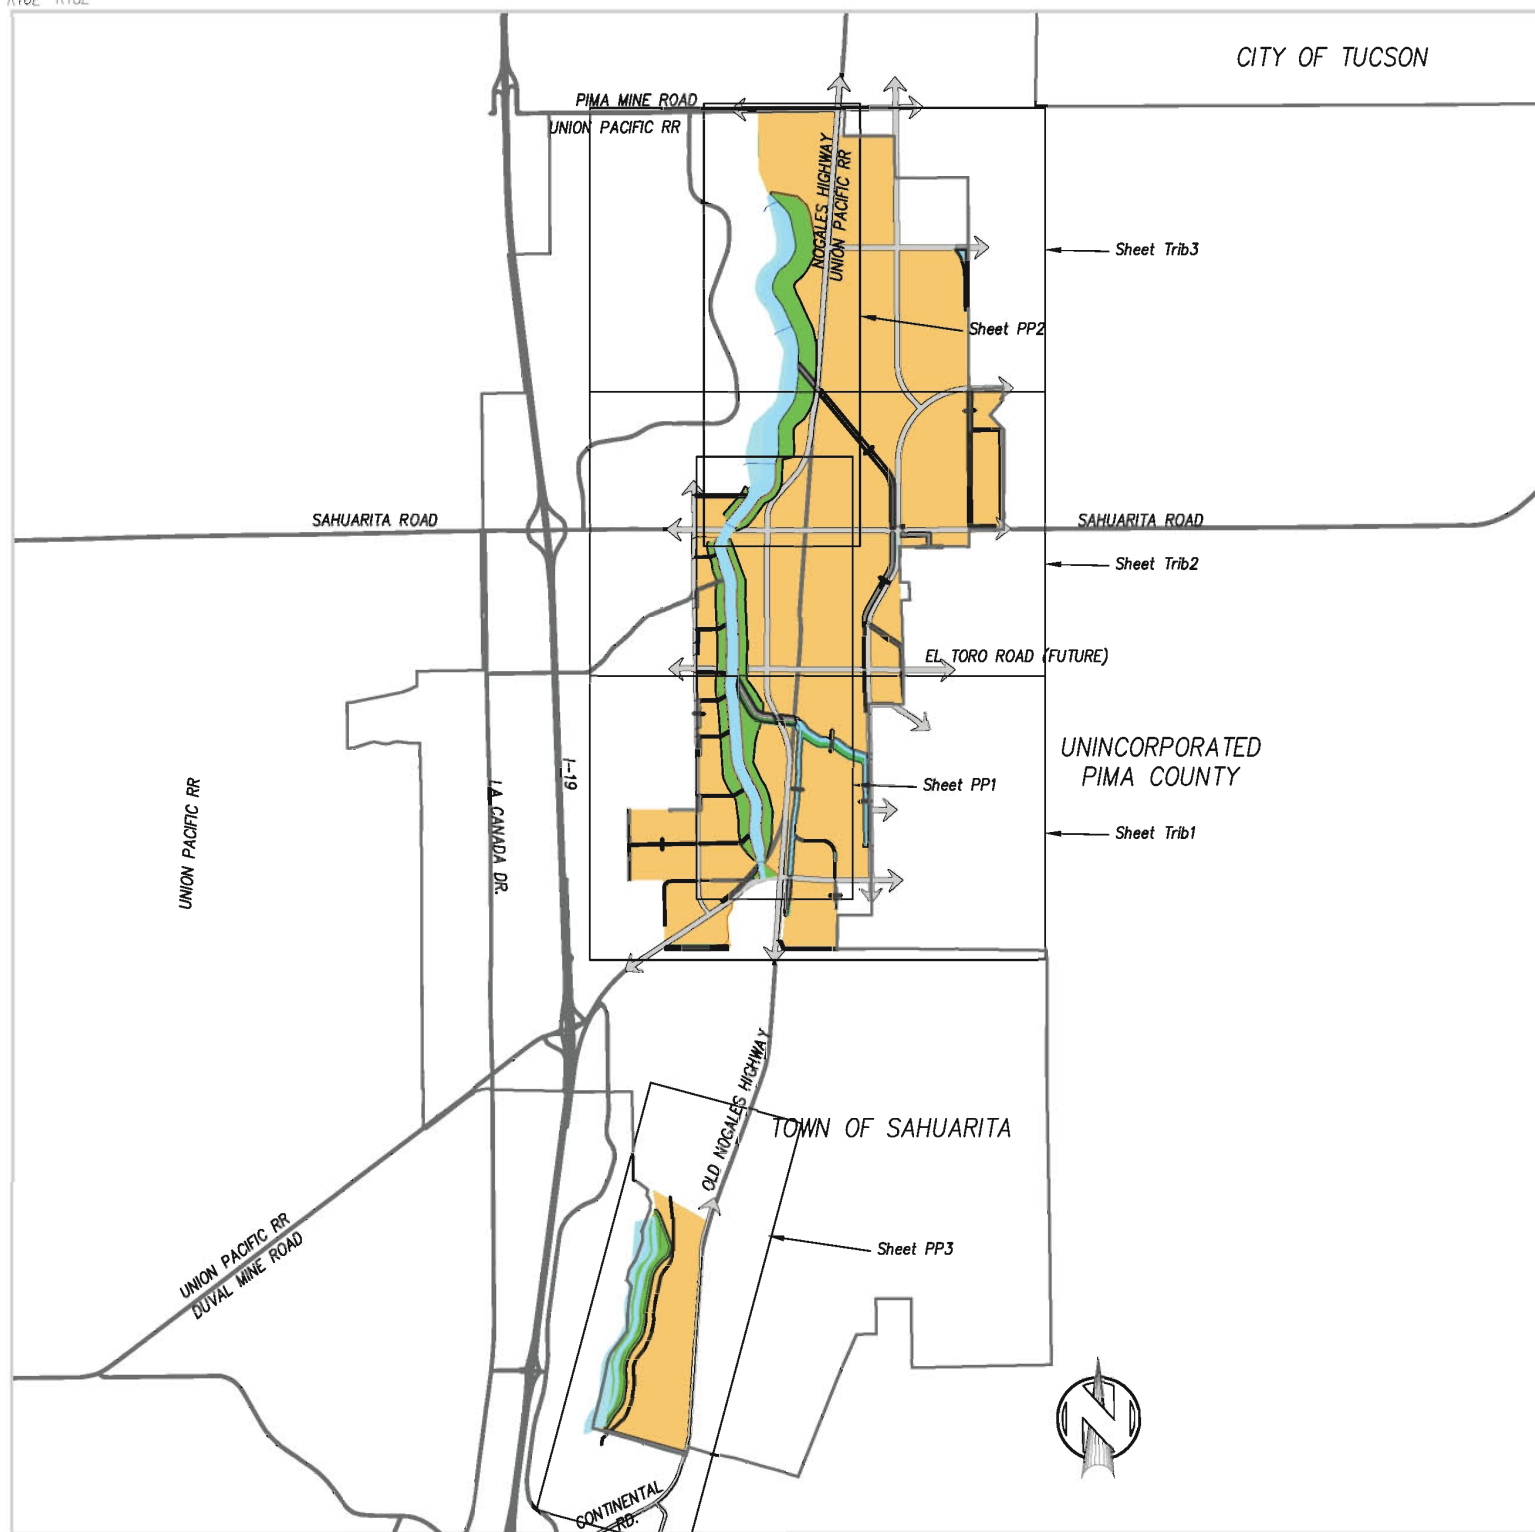 CITY OF TUCSON
PIMA MINE ROAD
UNION PACIFIC RR
NOGALES HIGHWAY
UNION PACIFIC RR
Sheet Trib3
Sheet PP2
SAHUARITA ROAD
SAHUARITA ROAD
Sheet Trib2
EL TORO ROAD (FUTURE)
UNINCORPORATED
PIMA COUNTY
I-19
LA CANADA DR.
UNION PACIFIC RR
Sheet PP1
Sheet Trib1
OLD NOGALES HIGHWAY
TOWN OF SAHUARITA
UNION PACIFIC RR
DUVAL MINE ROAD
Sheet PP3
N
CONTINENTAL
RD.